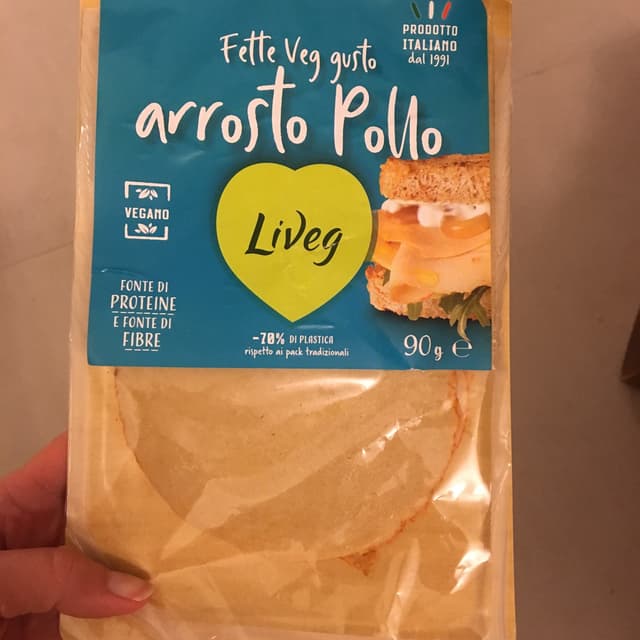 PRODOTTO
ITALIANO
dal 1991
Fette Veg gusto
arrosto Pollo
VEGANO
Liveg
FONTE DI
PROTEINE
E FONTE DI
FIBRE
-70% DI PLASTICA
rispetto ai pack tradizionali
90g e